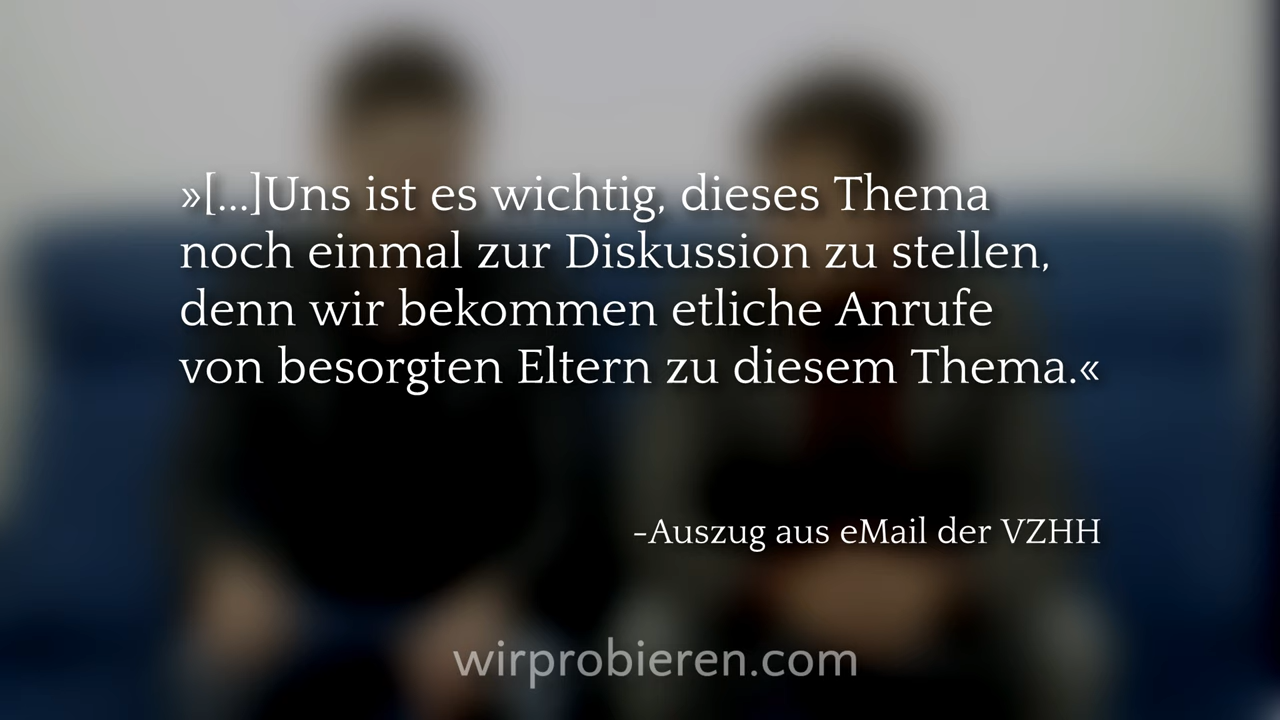 »[...]Uns ist es wichtig, dieses Thema
noch einmal zur Diskussion zu stellen,
denn wir bekommen etliche Anrufe
von besorgten Eltern zu diesem Thema.«
–Auszug aus eMail der VZHH
wirprobieren.com